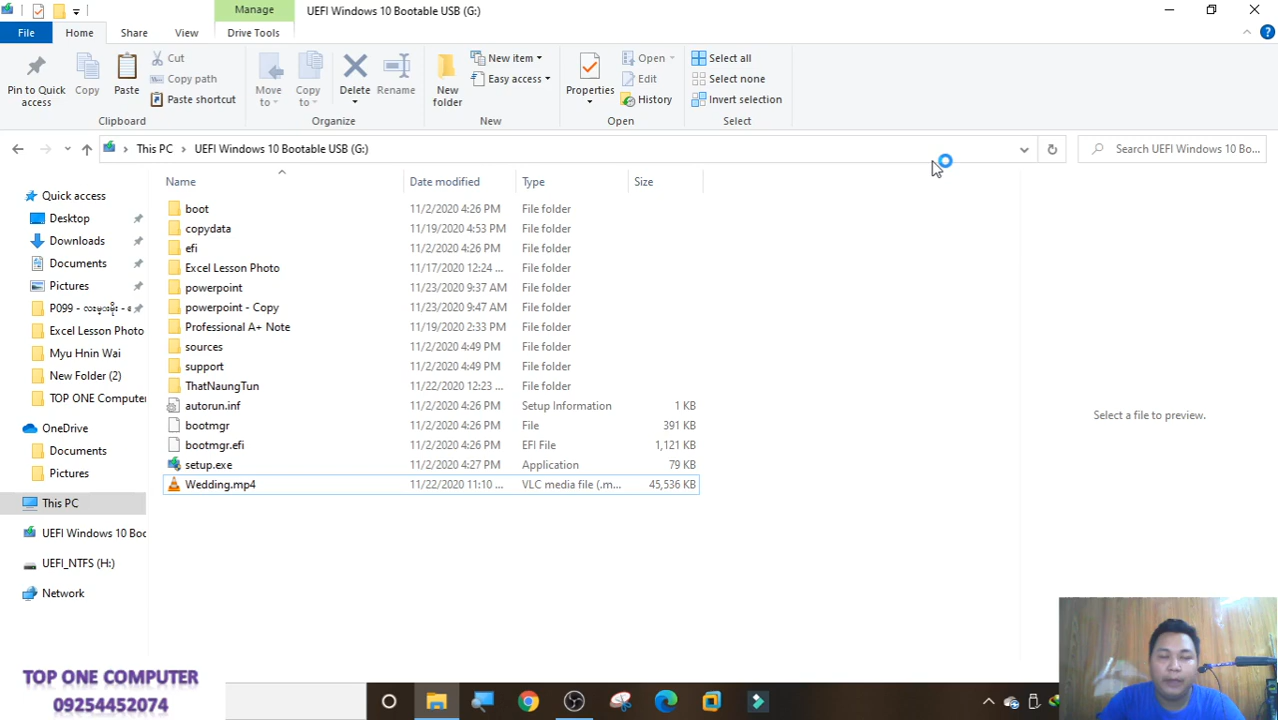 Manage
UEFI Windows 10 Bootable USB (G:)
File
Home
Share
View
Drive Tools
Pin to Quick access
Copy
Paste
Cut
Copy path
Paste shortcut
Clipboard
Move to
Copy to
Delete
Rename
Organize
New folder
New item
Easy access
New
Properties
Open
Edit
History
Open
Select all
Select none
Invert selection
Select
This PC > UEFI Windows 10 Bootable USB (G:)
Search UEFI Windows 10 Bo...
Name Date modified Type Size
boot 11/2/2020 4:26 PM File folder
copydata 11/19/2020 4:53 PM File folder
efi 11/2/2020 4:26 PM File folder
Excel Lesson Photo 11/17/2020 12:24 ... File folder
powerpoint 11/23/2020 9:37 AM File folder
powerpoint - Copy 11/23/2020 9:47 AM File folder
Professional A+ Note 11/19/2020 2:33 PM File folder
sources 11/2/2020 4:49 PM File folder
support 11/2/2020 4:49 PM File folder
ThatNaungTun 11/22/2020 12:23 ... File folder
autorun.inf 11/2/2020 4:26 PM Setup Information 1 KB
bootmgr 11/2/2020 4:26 PM File 391 KB
bootmgr.efi 11/2/2020 4:26 PM EFI File 1,121 KB
setup.exe 11/2/2020 4:27 PM Application 79 KB
Wedding.mp4 11/22/2020 11:10 ... VLC media file (.m... 45,536 KB
Quick access
Desktop
Downloads
Documents
Pictures
P099 -
Excel Lesson Photo
Myu Hnin Wai
New Folder (2)
TOP ONE Computer
OneDrive
Documents
Pictures
This PC
UEFI Windows 10 Boo
UEFI_NTFS (H:)
Network
Select a file to preview.
TOP ONE COMPUTER
09254452074